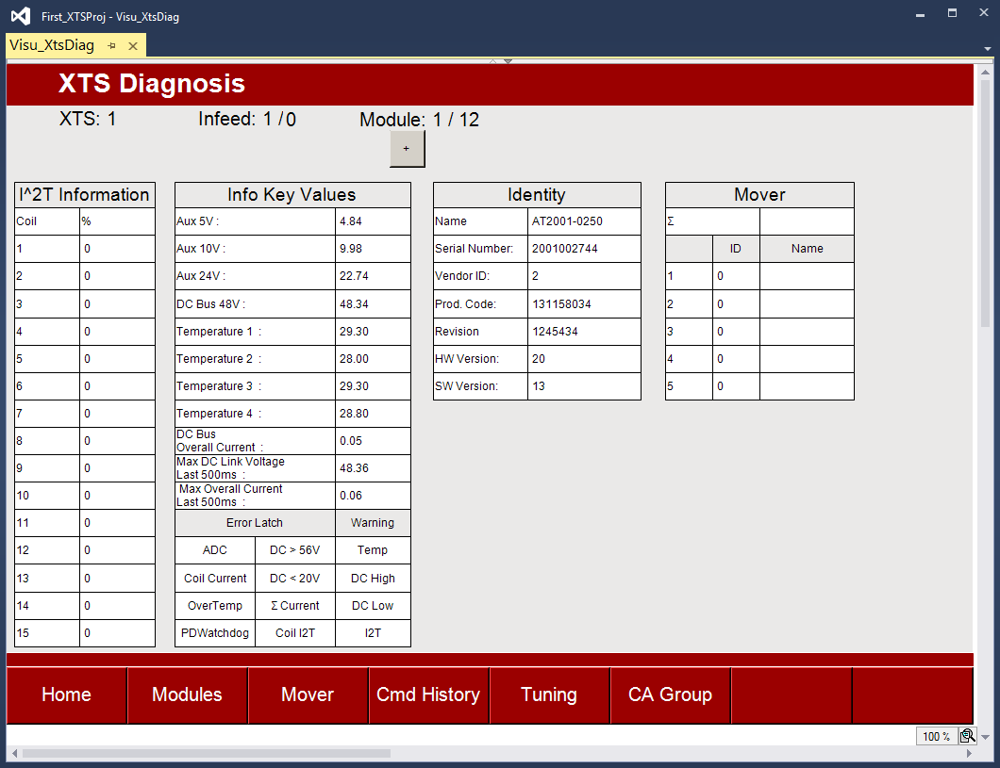 First_XTSProj - Visu_XtsDiag
Visu_XtsDiag
XTS Diagnosis
XTS: 1 Infeed: 1 / 0 Module: 1 / 12
+
I^2T Information
Coil %
1 0
2 0
3 0
4 0
5 0
6 0
7 0
8 0
9 0
10 0
11 0
12 0
13 0
14 0
15 0
Info Key Values
Aux 5V : 4.84
Aux 10V : 9.98
Aux 24V : 22.74
DC Bus 48V : 48.34
Temperature 1 : 29.30
Temperature 2 : 28.00
Temperature 3 : 29.30
Temperature 4 : 28.80
DC Bus
Overall Current : 0.05
Max DC Link Voltage
Last 500ms : 48.36
Max Overall Current
Last 500ms : 0.06
Error Latch Warning
ADC DC > 56V Temp
Coil Current DC < 20V DC High
OverTemp Σ Current DC Low
PDWatchdog Coil I2T I2T
Identity
Name AT2001-0250
Serial Number: 2001002744
Vendor ID: 2
Prod. Code: 131158034
Revision 1245434
HW Version: 20
SW Version: 13
Mover
Σ
ID Name
1 0
2 0
3 0
4 0
5 0
Home Modules Mover Cmd History Tuning CA Group
100 %